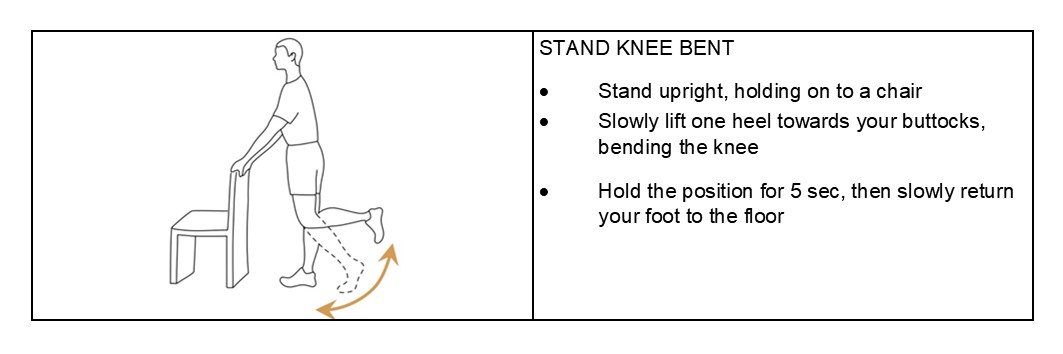 STAND KNEE BENT
● Stand upright, holding on to a chair
● Slowly lift one heel towards your buttocks,
bending the knee
● Hold the position for 5 sec, then slowly return
your foot to the floor